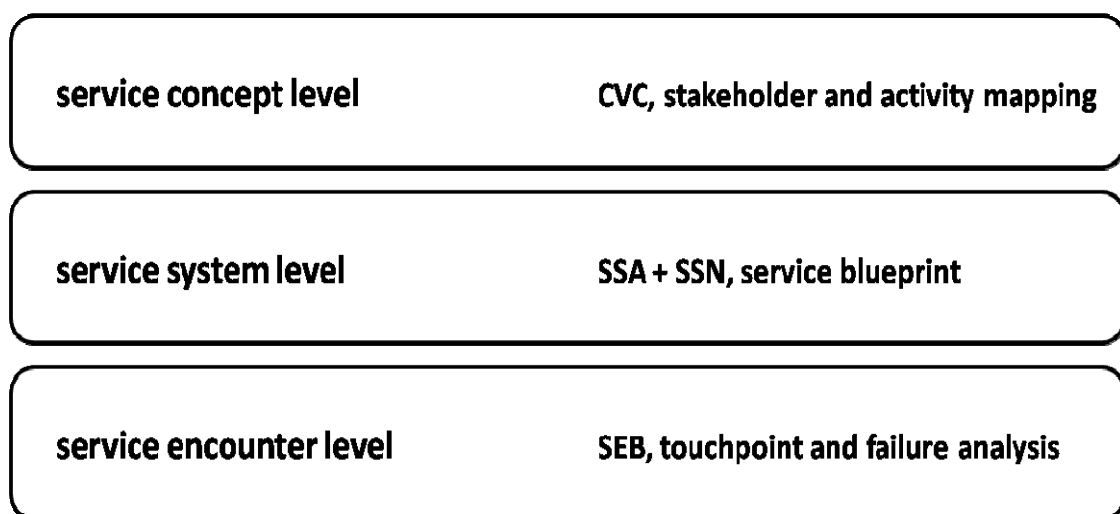 service concept level CVC, stakeholder and activity mapping
service system level SSA + SSN, service blueprint
service encounter level SEB, touchpoint and failure analysis